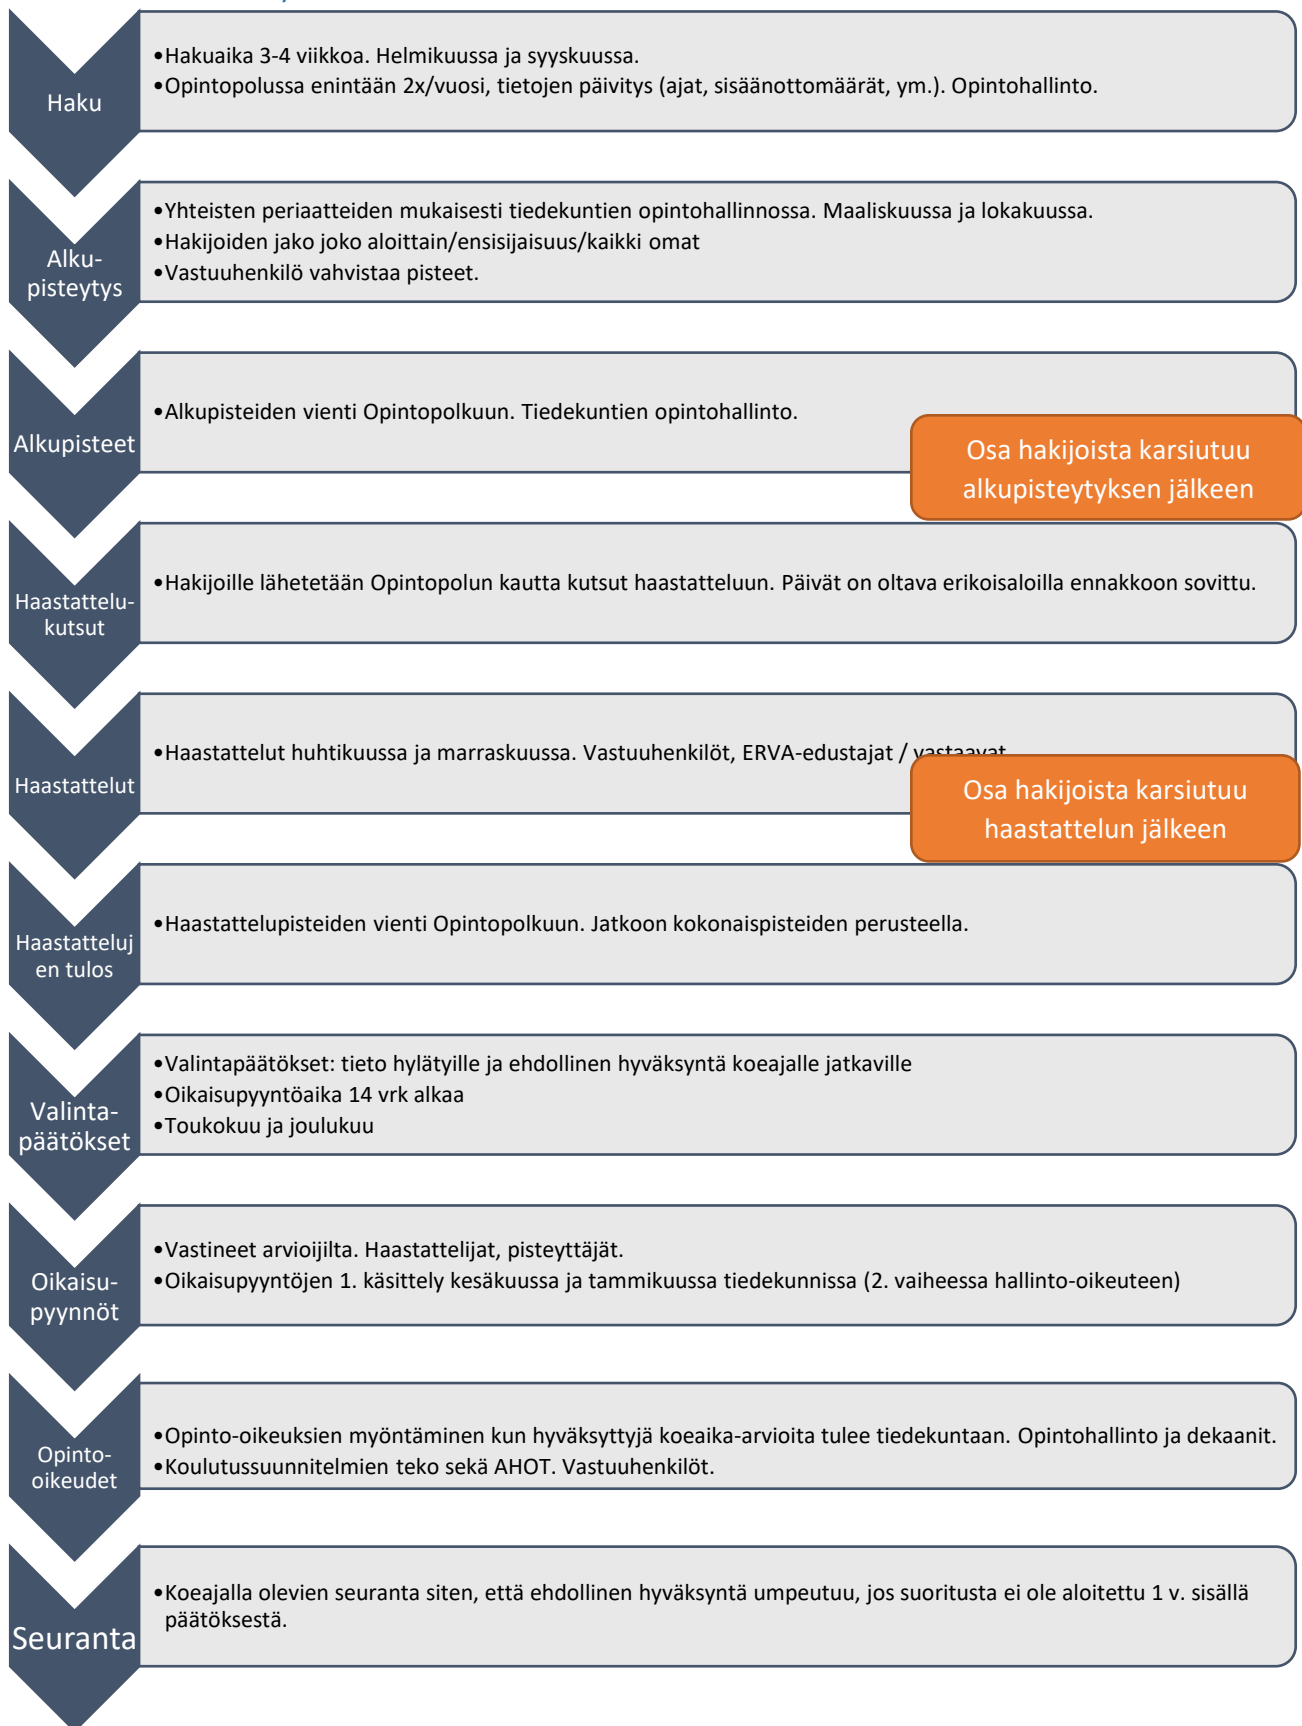 Haku
•Hakuaika 3-4 viikkoa. Helmikuussa ja syyskuussa.
•Opintopolussa enintään 2x/vuosi, tietojen päivitys (ajat, sisäänottomäärät, ym.). Opintohallinto.
Alku-
pisteytys
•Yhteisten periaatteiden mukaisesti tiedekuntien opintohallinnossa. Maaliskuussa ja lokakuussa.
•Hakijoiden jako joko aloittain/ensisijaisuus/kaikki omat
•Vastuuhenkilö vahvistaa pisteet.
Alkupisteet
•Alkupisteiden vienti Opintopolkuun. Tiedekuntien opintohallinto.
Osa hakijoista karsiutuu
alkupisteytyksen jälkeen
Haastattelu-
kutsut
•Hakijoille lähetetään Opintopolun kautta kutsut haastatteluun. Päivät on oltava erikoisaloilla ennakkoon sovittu.
Haastattelut
•Haastattelut huhtikuussa ja marraskuussa. Vastuuhenkilöt, ERVA-edustajat / vastaavat
Osa hakijoista karsiutuu
haastattelun jälkeen
Haastatteluj
en tulos
•Haastattelupisteiden vienti Opintopolkuun. Jatkoon kokonaispisteiden perusteella.
Valinta-
päätökset
•Valintapäätökset: tieto hylätyille ja ehdollinen hyväksyntä koeajalle jatkaville
•Oikaisupyyntöaika 14 vrk alkaa
•Toukokuu ja joulukuu
Oikaisu-
pyynnöt
•Vastineet arvioijilta. Haastattelijat, pisteyttäjät.
•Oikaisupyyntöjen 1. käsittely kesäkuussa ja tammikuussa tiedekunnissa (2. vaiheessa hallinto-oikeuteen)
Opinto-
oikeudet
•Opinto-oikeuksien myöntäminen kun hyväksyttyjä koeaika-arvioita tulee tiedekuntaan. Opintohallinto ja dekaanit.
•Koulutussuunnitelmien teko sekä AHOT. Vastuuhenkilöt.
Seuranta
•Koeajalla olevien seuranta siten, että ehdollinen hyväksyntä umpeutuu, jos suoritusta ei ole aloitettu 1 v. sisällä
päätöksestä.